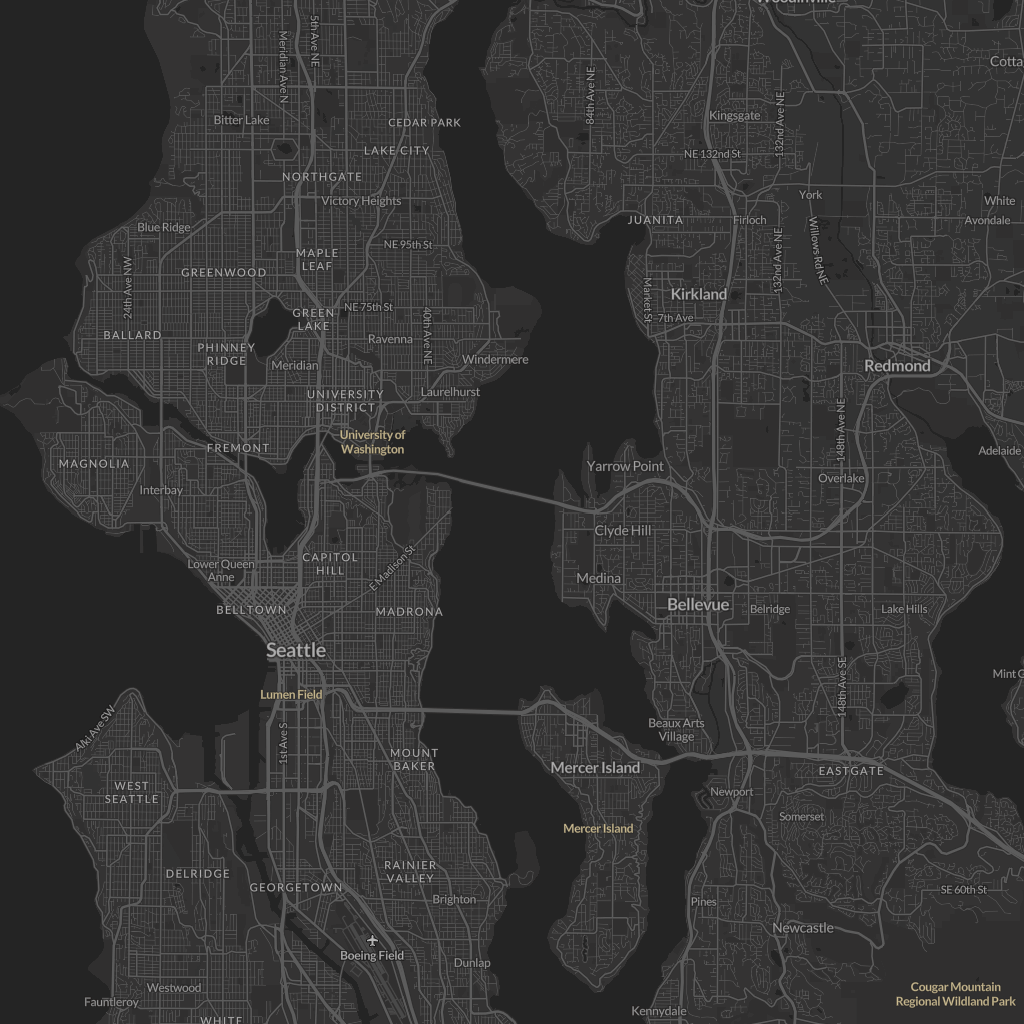 Woodinville
5th Ave NE
Meridian Ave N
84th Ave NE
132nd Ave NE
Bitter Lake
CEDAR PARK
Kingsgate
LAKE CITY
NE 132nd St
NORTHGATE
Victory Heights
York
White
Blue Ridge
JUANITA
Firloch
Avondale
NE 95th St
MAPLE
LEAF
Willows Rd NE
132nd Ave NE
GREENWOOD
24th Ave NW
Market St
Kirkland
NE 75th St
GREEN
LAKE
7th Ave
BALLARD
40th Ave NE
Ravenna
PHINNEY
RIDGE
Meridian
Windermere
Redmond
Laurelhurst
UNIVERSITY
DISTRICT
148th Ave NE
University of
Washington
FREMONT
Adelaide
MAGNOLIA
Yarrow Point
Interbay
Overlake
Clyde Hill
CAPITOL
HILL
Lower Queen
Anne
E Madison St
Medina
BELLTOWN
MADRONA
Bellevue
Belridge
Lake Hills
Seattle
Lumen Field
148th Ave SE
Alki Ave SW
1st Ave S
Beaux Arts
Village
MOUNT
BAKER
Mercer Island
EASTGATE
WEST
SEATTLE
Newport
Somerset
Mercer Island
DELRIDGE
RAINIER
VALLEY
GEORGETOWN
Brighton
SE 60th St
Pines
Newcastle
Boeing Field
Dunlap
Westwood
Fauntleroy
Cougar Mountain
Regional Wildland Park
Kennydale
WHITE